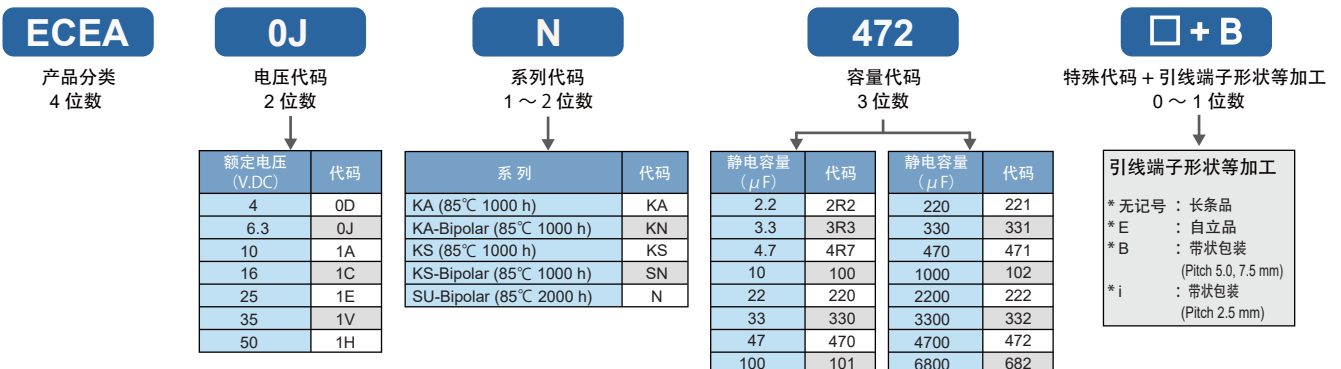 ECEA 0J N 472 □+B
产品分类 电压代码 系列代码 容量代码 特殊代码 + 引线端子形状等加工
4 位数 2 位数 1 ～ 2 位数 3 位数 0 ～ 1 位数
额定电压 (V.DC) 代码
4 0D
6.3 0J
10 1A
16 1C
25 1E
35 1V
50 1H
系 列 代码
KA (85℃ 1000 h) KA
KA-Bipolar (85℃ 1000 h) KN
KS (85℃ 1000 h) KS
KS-Bipolar (85℃ 1000 h) SN
SU-Bipolar (85℃ 2000 h) N
静电容量 (μF) 代码
2.2 2R2
3.3 3R3
4.7 4R7
10 100
22 220
33 330
47 470
100 101
静电容量 (μF) 代码
220 221
330 331
470 471
1000 102
2200 222
3300 332
4700 472
6800 682
引线端子形状等加工
* 无记号 ：长条品
* E ：自立品
* B ：带状包装
(Pitch 5.0, 7.5 mm)
* i ：带状包装
(Pitch 2.5 mm)